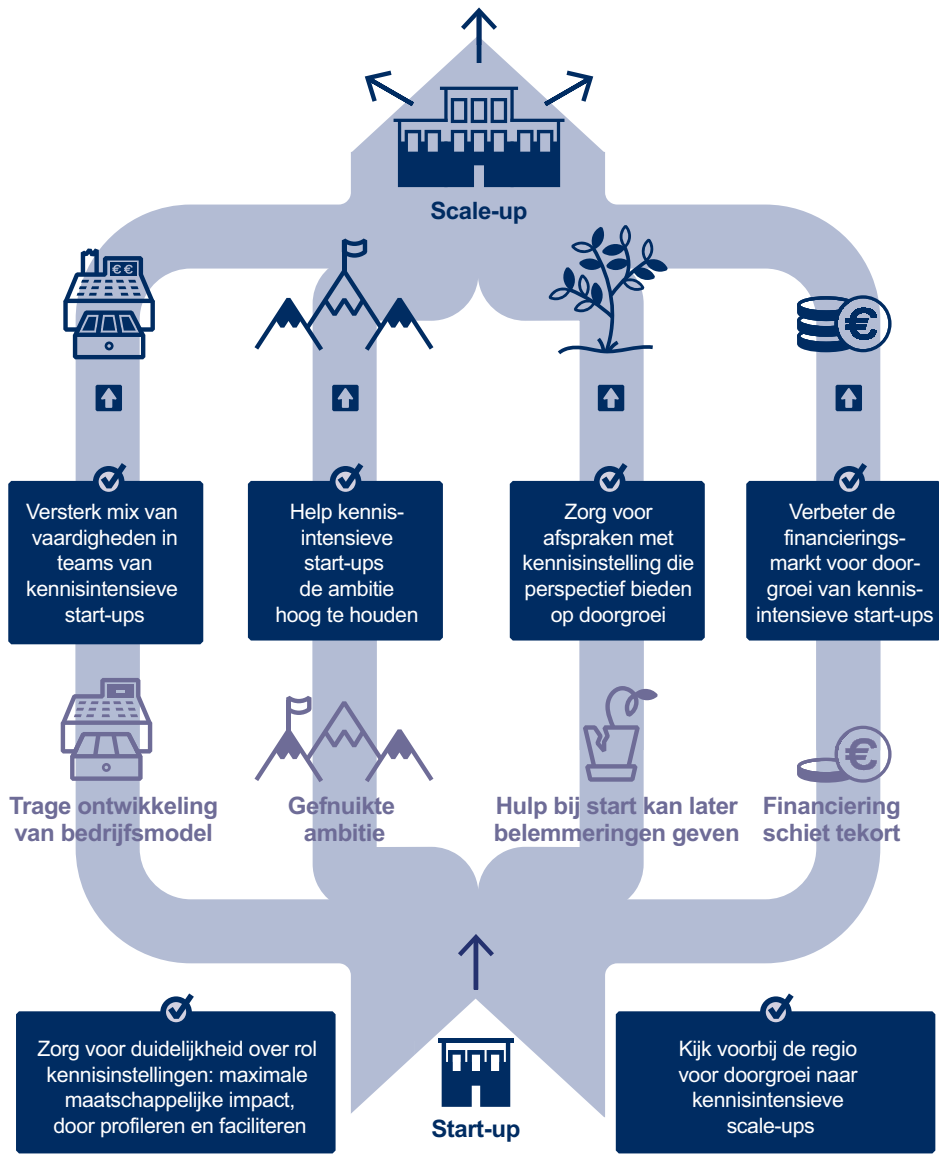 Scale-up
€€
€
Versterk mix van
vaardigheden in
teams van
kennisintensieve
start-ups
Help kennis-
intensieve
start-ups
de ambitie
hoog te houden
Zorg voor
afspraken met
kennisinstelling die
perspectief bieden
op doorgroei
Verbeter de
financierings-
markt voor door-
groei van kennis-
intensieve start-ups
€
Trage ontwikkeling
van bedrijfsmodel
Gefnuikte
ambitie
Hulp bij start kan later
belemmeringen geven
Financiering
schiet tekort
Zorg voor duidelijkheid over rol
kennisinstellingen: maximale
maatschappelijke impact,
door profileren en faciliteren
Start-up
Kijk voorbij de regio
voor doorgroei naar
kennisintensieve
scale-ups